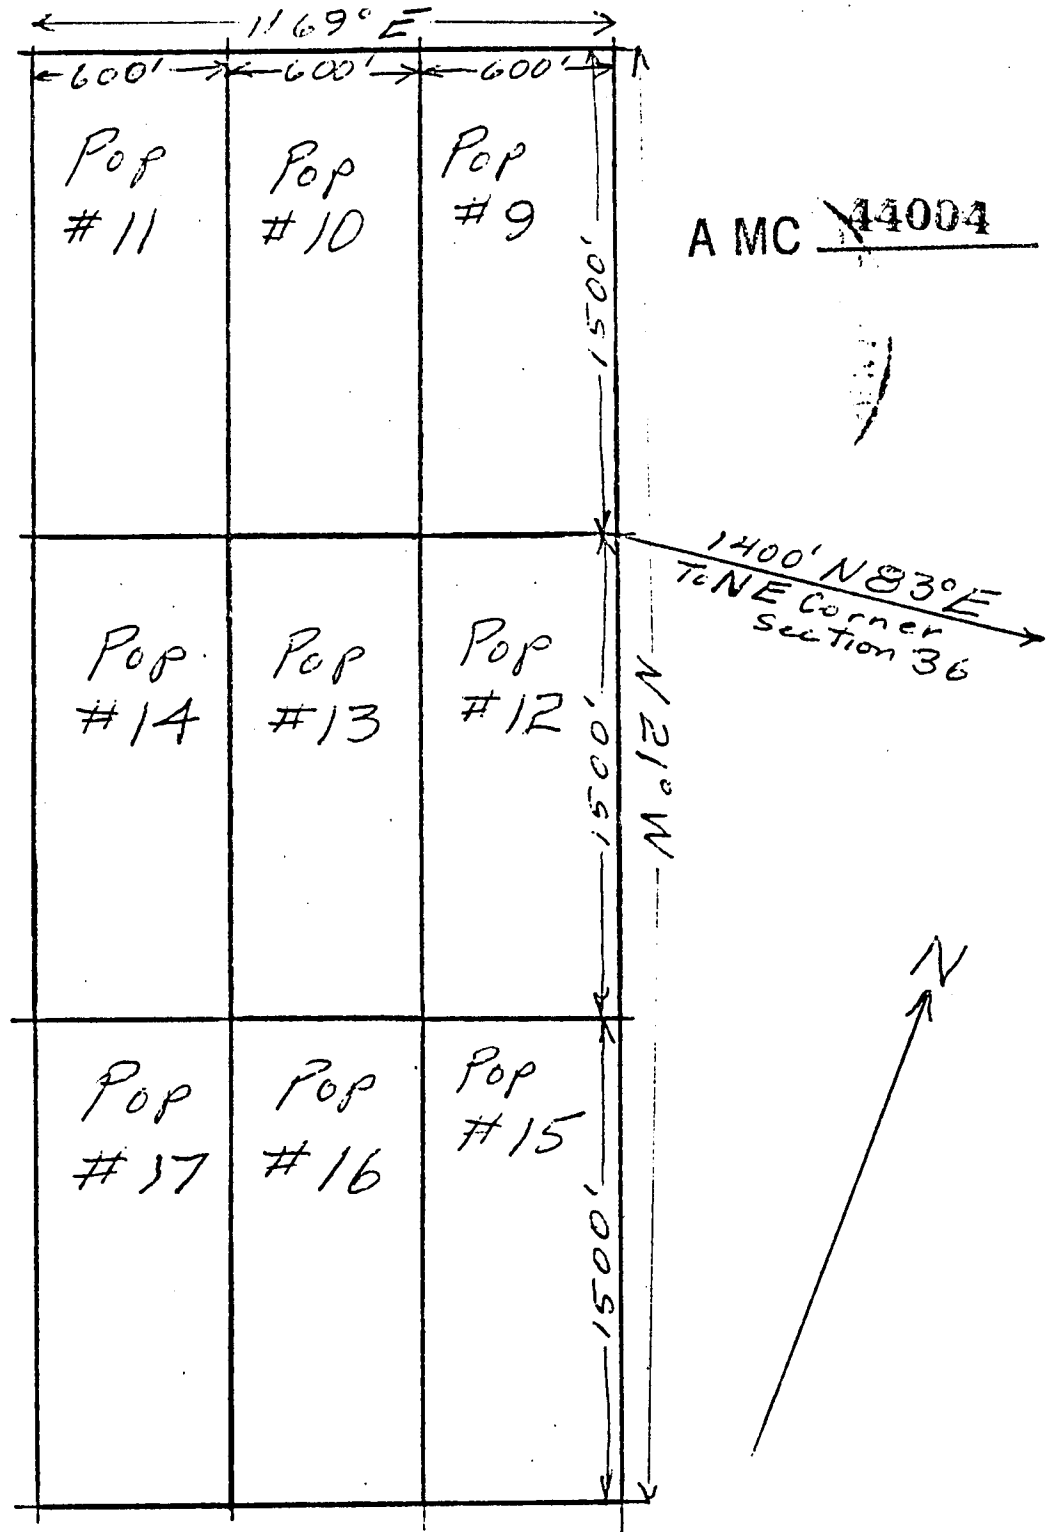 N69°E
600' 600' 600'
Pop
#11
Pop
#10
Pop
#9
1500'
A MC 44004
1400' N83°E
To NE Corner
Section 36
Pop
#14
Pop
#13
Pop
#12
1500'
N21°W
N
Pop
#17
Pop
#16
Pop
#15
1500'